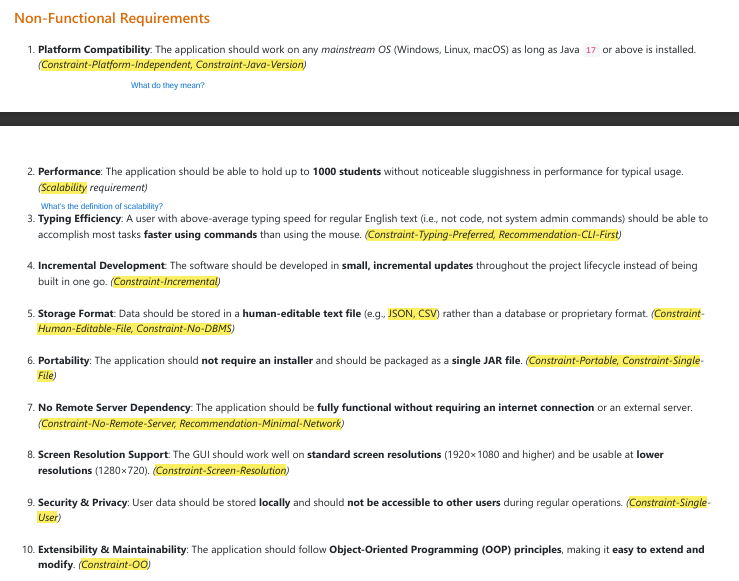 Non-Functional Requirements
1. Platform Compatibility: The application should work on any mainstream OS (Windows, Linux, macOS) as long as Java 17 or above is installed.
(Constraint-Platform-Independent, Constraint-Java-Version)
What do they mean?
2. Performance: The application should be able to hold up to 1000 students without noticeable sluggishness in performance for typical usage.
(Scalability requirement)
What's the definition of scalability?
3. Typing Efficiency: A user with above-average typing speed for regular English text (i.e., not code, not system admin commands) should be able to
accomplish most tasks faster using commands than using the mouse. (Constraint-Typing-Preferred, Recommendation-CLI-First)
4. Incremental Development: The software should be developed in small, incremental updates throughout the project lifecycle instead of being
built in one go. (Constraint-Incremental)
5. Storage Format: Data should be stored in a human-editable text file (e.g., JSON, CSV) rather than a database or proprietary format. (Constraint-
Human-Editable-File, Constraint-No-DBMS)
6. Portability: The application should not require an installer and should be packaged as a single JAR file. (Constraint-Portable, Constraint-Single-
File)
7. No Remote Server Dependency: The application should be fully functional without requiring an internet connection or an external server.
(Constraint-No-Remote-Server, Recommendation-Minimal-Network)
8. Screen Resolution Support: The GUI should work well on standard screen resolutions (1920×1080 and higher) and be usable at lower
resolutions (1280×720). (Constraint-Screen-Resolution)
9. Security & Privacy: User data should be stored locally and should not be accessible to other users during regular operations. (Constraint-Single-
User)
10. Extensibility & Maintainability: The application should follow Object-Oriented Programming (OOP) principles, making it easy to extend and
modify. (Constraint-OO)